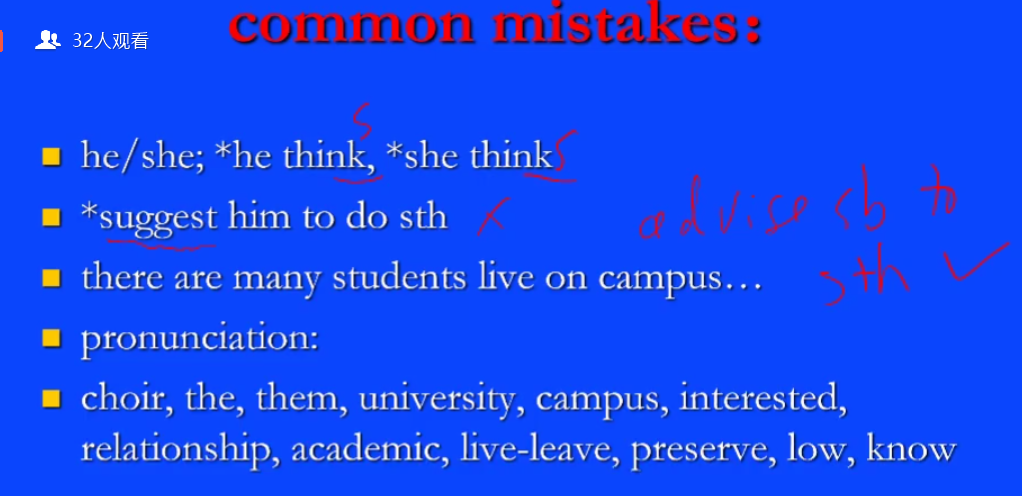 common mistakes:
32人观看
s
he/she; *he think, *she think s
*suggest him to do sth × advise sb to
there are many students live on campus… sth ✓
pronunciation:
choir, the, them, university, campus, interested,
relationship, academic, live-leave, preserve, low, know